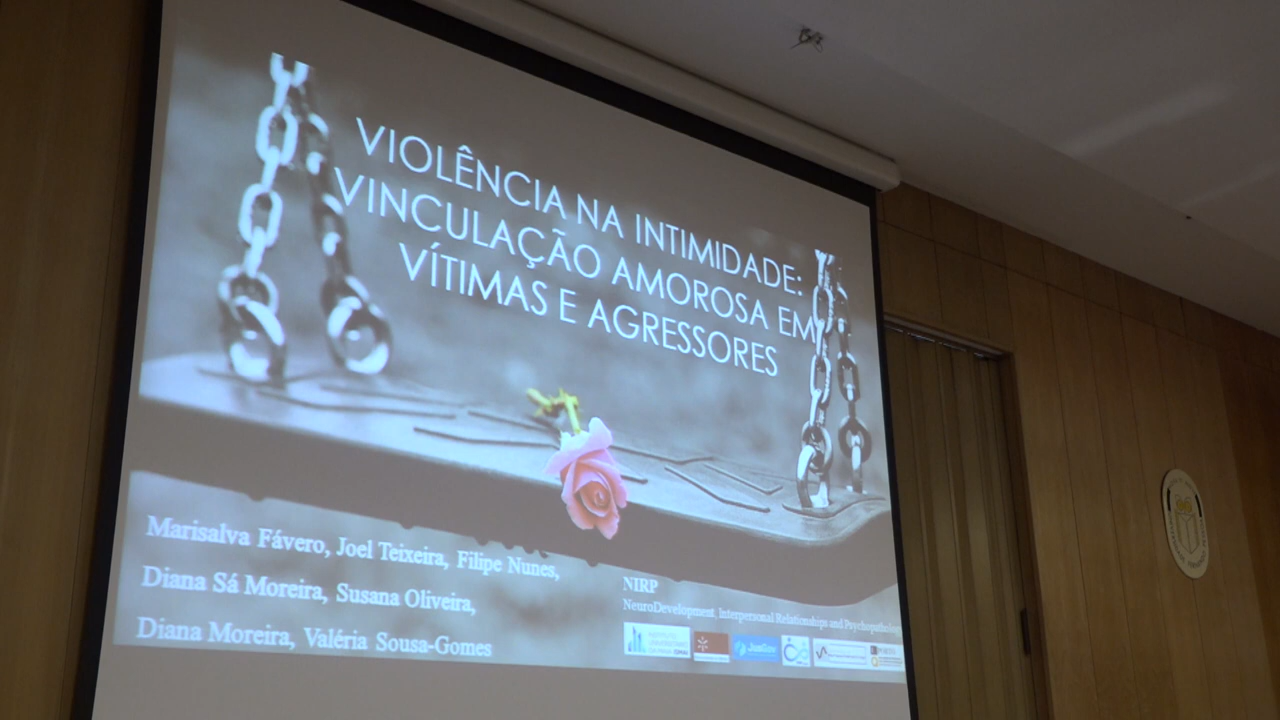 VIOLÊNCIA NA INTIMIDADE:
VINCULAÇÃO AMOROSA EM
VÍTIMAS E AGRESSORES
Marisalva Fávero, Joel Teixeira, Filipe Nunes,
Diana Sá Moreira, Susana Oliveira,
Diana Moreira, Valéria Sousa-Gomes
NIRP
NeuroDevelopment, Interpersonal Relationships and Psychopatholog